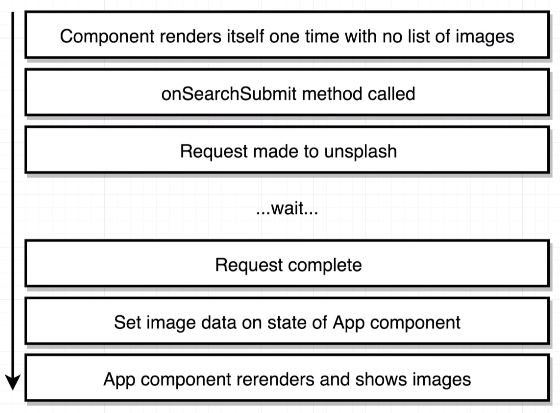 Component renders itself one time with no list of images
onSearchSubmit method called
Request made to unsplash
...wait...
Request complete
Set image data on state of App component
App component rerenders and shows images